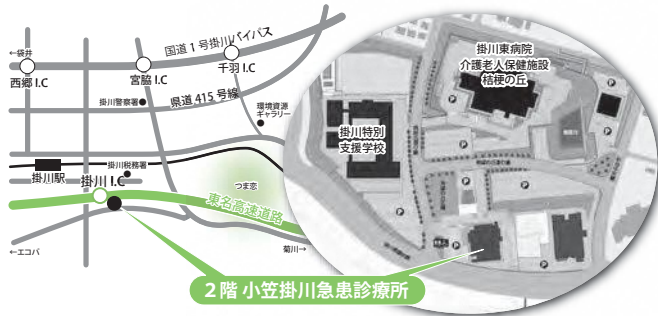 国道1号掛川バイパス
←袋井
西郷 I.C
宮脇 I.C
千羽 I.C
掛川警察署
県道 415 号線
環境資源
ギャラリー
掛川駅
掛川税務署
掛川 I.C
つま恋
東名高速道路
←エコパ
菊川→
2階 小笠掛川急患診療所
掛川東病院
介護老人保健施設
桔梗の丘
掛川特別
支援学校
P
P
P
P
P
P
P
P